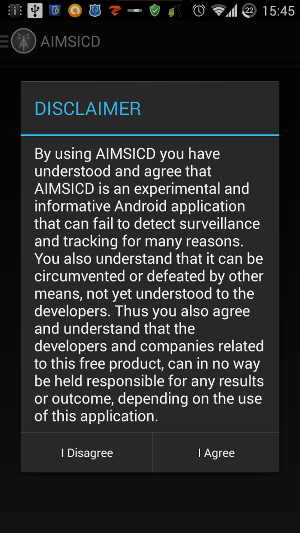 22 15:45
AIMSICD
DISCLAIMER
By using AIMSICD you have
understood and agree that
AIMSICD is an experimental and
informative Android application
that can fail to detect surveillance
and tracking for many reasons.
You also understand that it can be
circumvented or defeated by other
means, not yet understood to the
developers. Thus you also agree
and understand that the
developers and companies related
to this free product, can in no way
be held responsible for any results
or outcome, depending on the use
of this application.
I Disagree I Agree